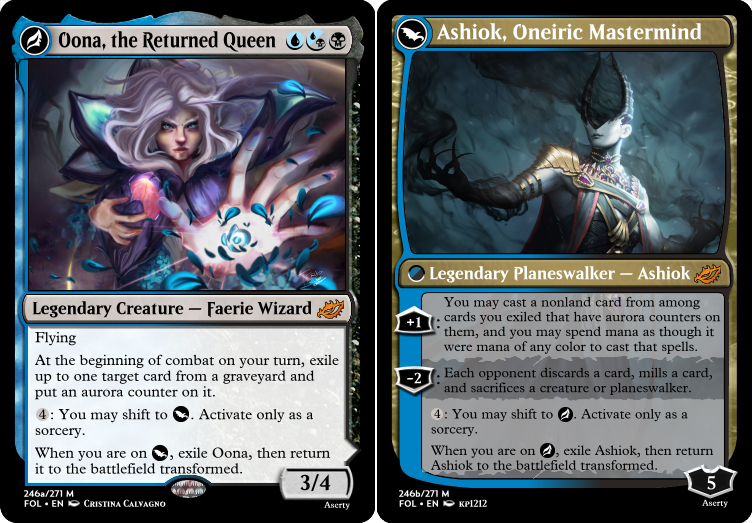 Oona, the Returned Queen
Legendary Creature — Faerie Wizard
Flying
At the beginning of combat on your turn, exile
up to one target card from a graveyard and
put an aurora counter on it.
4: You may shift to . Activate only as a
sorcery.
When you are on , exile Oona, then return
it to the battlefield transformed.
3/4
246a/271 M
FOL • EN Cristina Calvagno
Aserty
Ashiok, Oneiric Mastermind
Legendary Planeswalker — Ashiok
You may cast a nonland card from among
cards you exiled that have aurora counters on
+1: them, and you may spend mana as though it
were mana of any color to cast that spells.
-2: Each opponent discards a card, mills a card,
and sacrifices a creature or planeswalker.
4: You may shift to . Activate only as a
sorcery.
When you are on , exile Ashiok, then return
Ashiok to the battlefield transformed.
5
246b/271 M
FOL • EN kp1212
Aserty